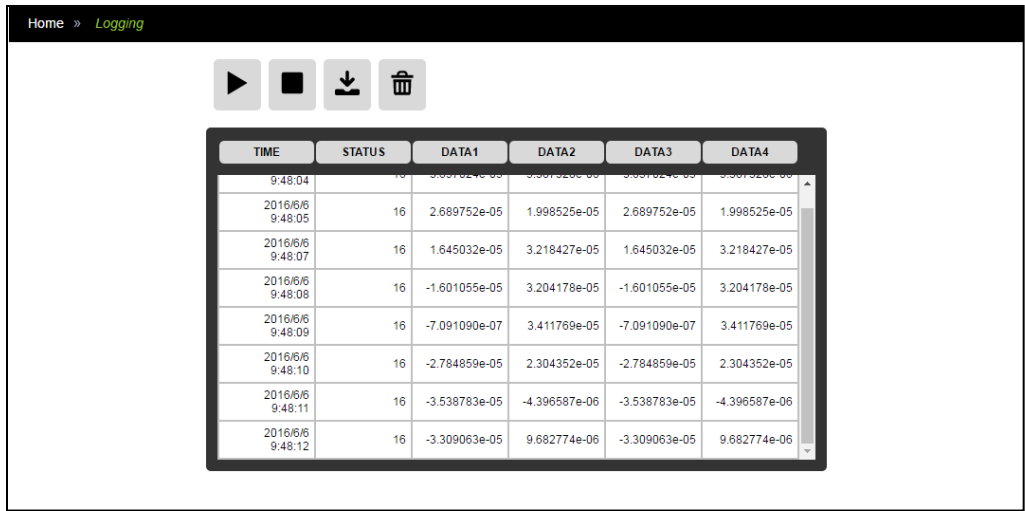 Home » Logging
TIME STATUS DATA1 DATA2 DATA3 DATA4
9:48:04
2016/6/6
9:48:05 16 2.689752e-05 1.998525e-05 2.689752e-05 1.998525e-05
2016/6/6
9:48:07 16 1.645032e-05 3.218427e-05 1.645032e-05 3.218427e-05
2016/6/6
9:48:08 16 -1.601055e-05 3.204178e-05 -1.601055e-05 3.204178e-05
2016/6/6
9:48:09 16 -7.091090e-07 3.411769e-05 -7.091090e-07 3.411769e-05
2016/6/6
9:48:10 16 -2.784859e-05 2.304352e-05 -2.784859e-05 2.304352e-05
2016/6/6
9:48:11 16 -3.538783e-05 -4.396587e-06 -3.538783e-05 -4.396587e-06
2016/6/6
9:48:12 16 -3.309063e-05 9.682774e-06 -3.309063e-05 9.682774e-06